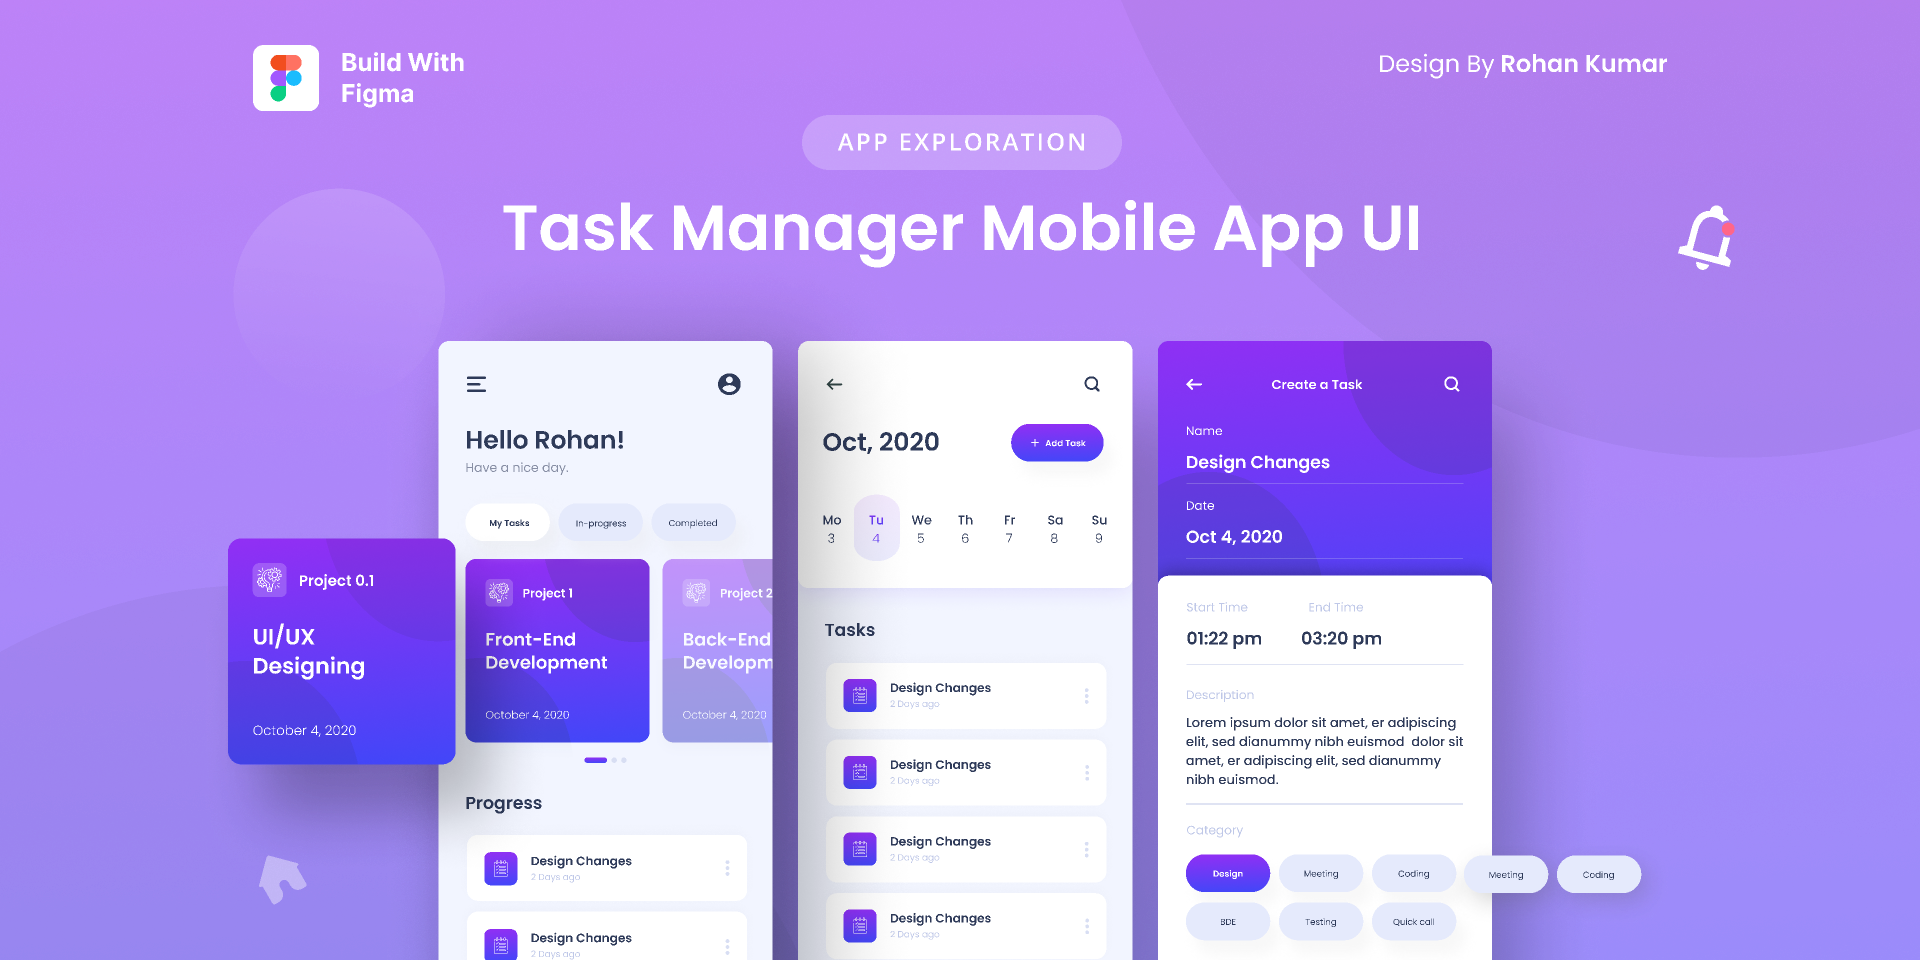 Build With
Figma
Design By Rohan Kumar
APP EXPLORATION
Task Manager Mobile App UI
Project 0.1
UI/UX
Designing
October 4, 2020
Hello Rohan!
Have a nice day.
My Tasks
In-progress
Completed
Project 1
Front-End
Development
October 4, 2020
Project 2
Back-End
Developm
October 4, 2020
Progress
Design Changes
2 Days ago
Design Changes
2 Days ago
Oct, 2020
+ Add Task
Mo Tu We Th Fr Sa Su
3 4 5 6 7 8 9
Tasks
Design Changes
2 Days ago
Design Changes
2 Days ago
Design Changes
2 Days ago
Design Changes
2 Days ago
Create a Task
Name
Design Changes
Date
Oct 4, 2020
Start Time End Time
01:22 pm 03:20 pm
Description
Lorem ipsum dolor sit amet, er adipiscing
elit, sed dianummy nibh euismod  dolor sit
amet, er adipiscing elit, sed dianummy
nibh euismod.
Category
Design Meeting Coding Meeting Coding
BDE Testing Quick call